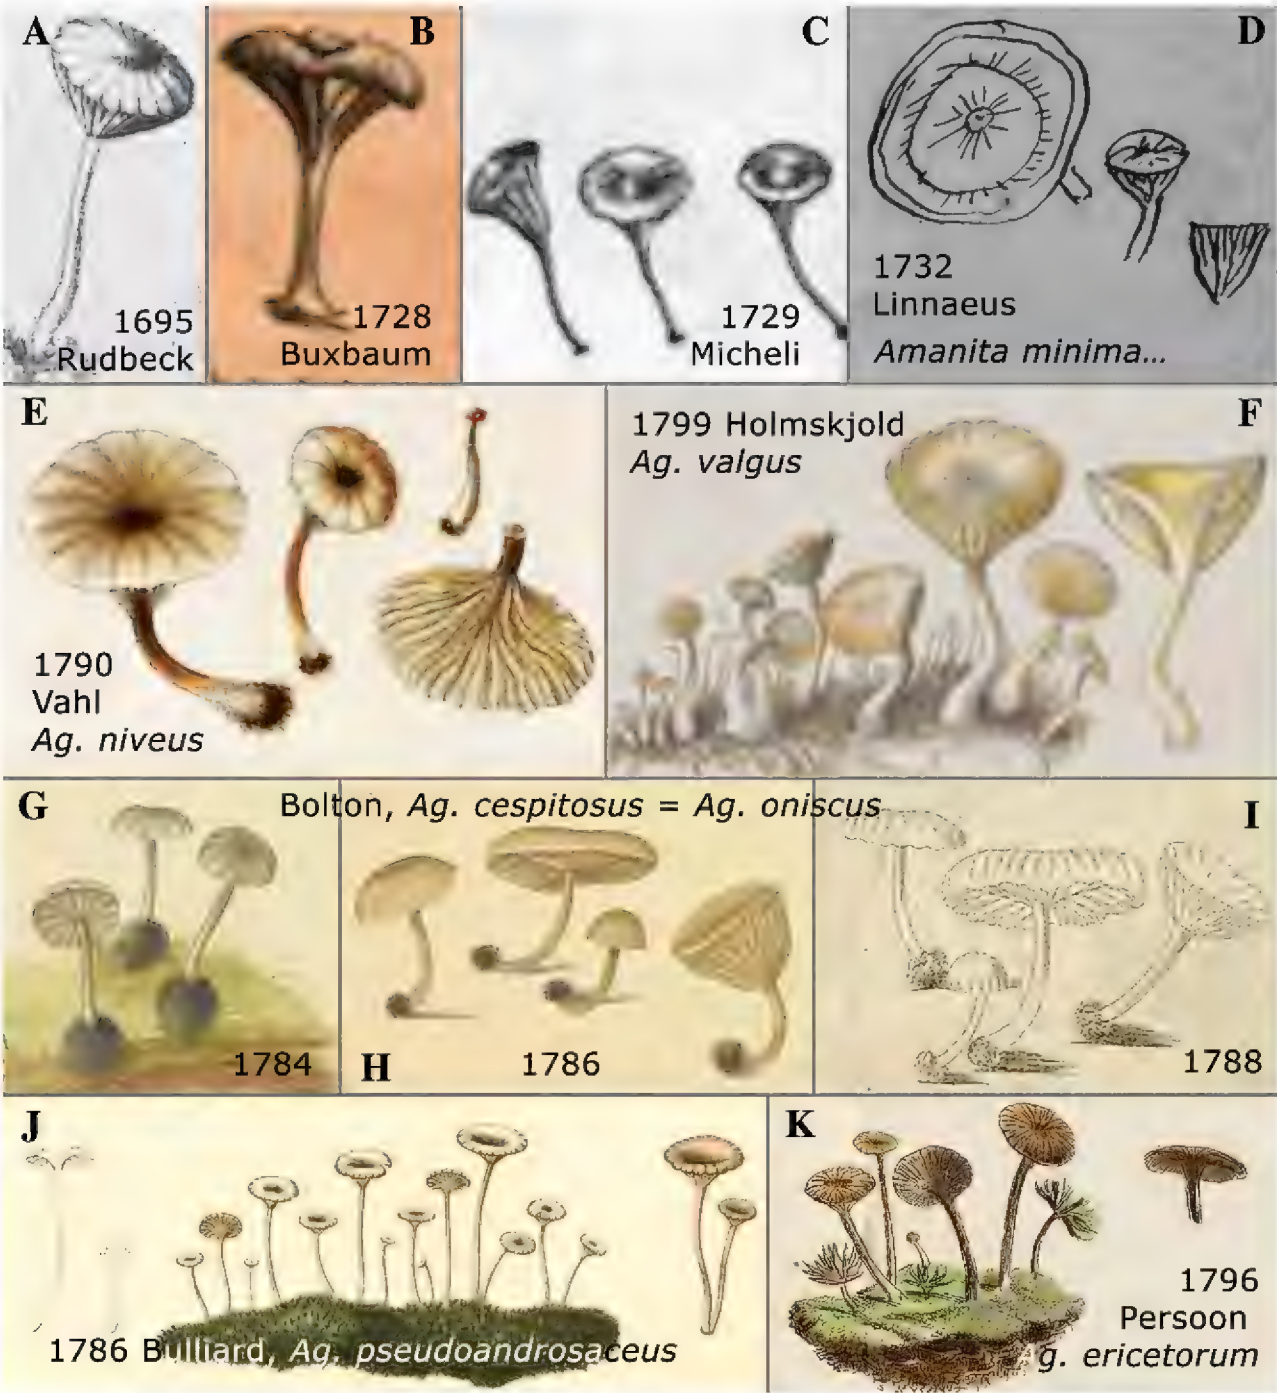 A
1695
Rudbeck
B
1728
Buxbaum
C
1729
Micheli
D
1732
Linnaeus
Amanita minima...
E
1790
Vahl
Ag. niveus
1799 Holmskjold
Ag. valgus
F
G
Bolton, Ag. cespitosus = Ag. oniscus
I
1784
H
1786
1788
J
1786 Bulliard, Ag. pseudoandrosaceus
K
1796
Persoon
Ag. ericetorum